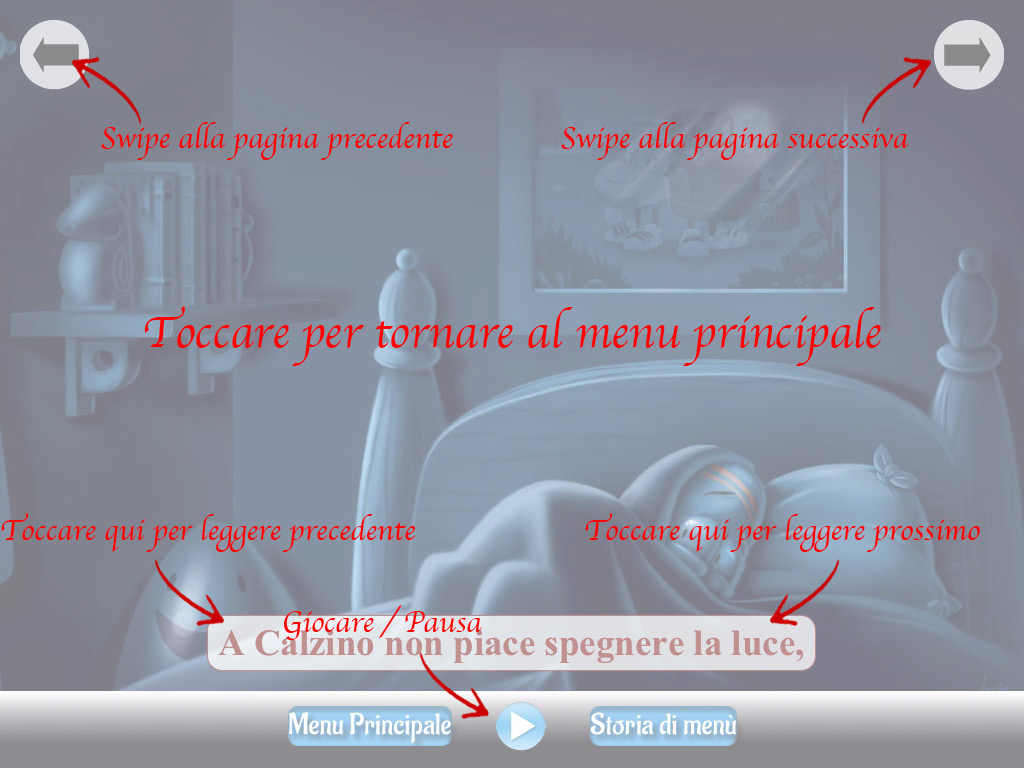 Swipe alla pagina precedente
Swipe alla pagina successiva
Toccare per tornare al menu principale
Toccare qui per leggere precedente
Toccare qui per leggere prossimo
Giocare / Pausa
A Calzino non piace spegnere la luce,
Menu Principale
Storia di menù